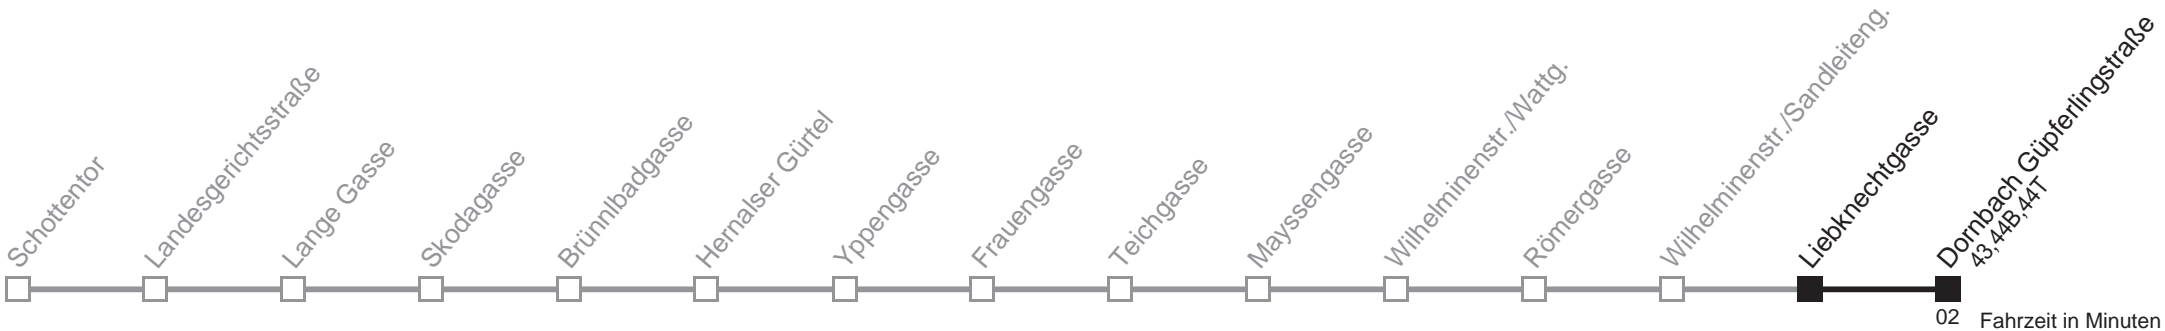 Schottentor
Landesgerichtsstraße
Lange Gasse
Skodagasse
Brünnlbadgasse
Hernalser Gürtel
Yppengasse
Frauengasse
Teichgasse
Mayssengasse
Wilhelminenstr./Wattg.
Römergasse
Wilhelminenstr./Sandleiteng.
Liebknechtgasse
Dornbach Güpferlingstraße
43,44B,44T
02
Fahrzeit in Minuten